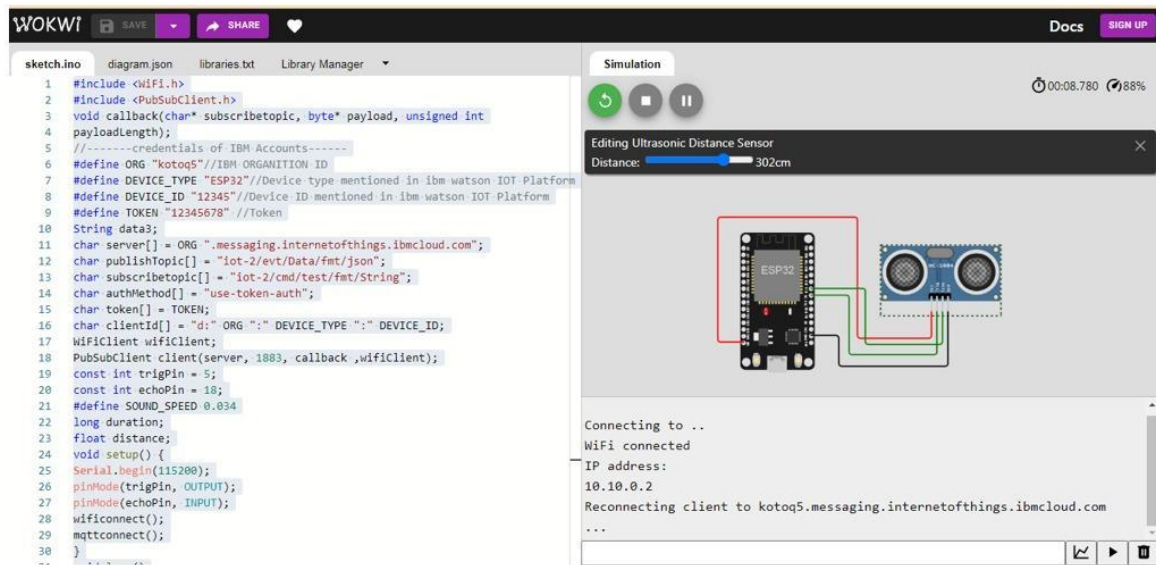 WOKWI SAVE SHARE Docs SIGN UP
sketch.ino diagram.json libraries.txt Library Manager
1 #include <WiFi.h>
2 #include <PubSubClient.h>
3 void callback(char* subscribetopic, byte* payload, unsigned int
4 payloadLength);
5 //-------credentials of IBM Accounts------
6 #define ORG "kotoq5"//IBM ORGANITION ID
7 #define DEVICE_TYPE "ESP32"//Device type mentioned in ibm watson IOT Platform
8 #define DEVICE_ID "12345"//Device ID mentioned in ibm watson IOT Platform
9 #define TOKEN "12345678" //Token
10 String data3;
11 char server[] = ORG ".messaging.internetofthings.ibmcloud.com";
12 char publishTopic[] = "iot-2/evt/Data/fmt/json";
13 char subscribetopic[] = "iot-2/cmd/test/fmt/String";
14 char authMethod[] = "use-token-auth";
15 char token[] = TOKEN;
16 char clientId[] = "d:" ORG ":" DEVICE_TYPE ":" DEVICE_ID;
17 WiFiClient wifiClient;
18 PubSubClient client(server, 1883, callback ,wifiClient);
19 const int trigPin = 5;
20 const int echoPin = 18;
21 #define SOUND_SPEED 0.034
22 long duration;
23 float distance;
24 void setup() {
25 Serial.begin(115200);
26 pinMode(trigPin, OUTPUT);
27 pinMode(echoPin, INPUT);
28 wificonnect();
29 mqttconnect();
30 }
Simulation
00:08.780 88%
Editing Ultrasonic Distance Sensor
Distance: 302cm
ESP32
Connecting to ..
WiFi connected
IP address:
10.10.0.2
Reconnecting client to kotoq5.messaging.internetofthings.ibmcloud.com
...